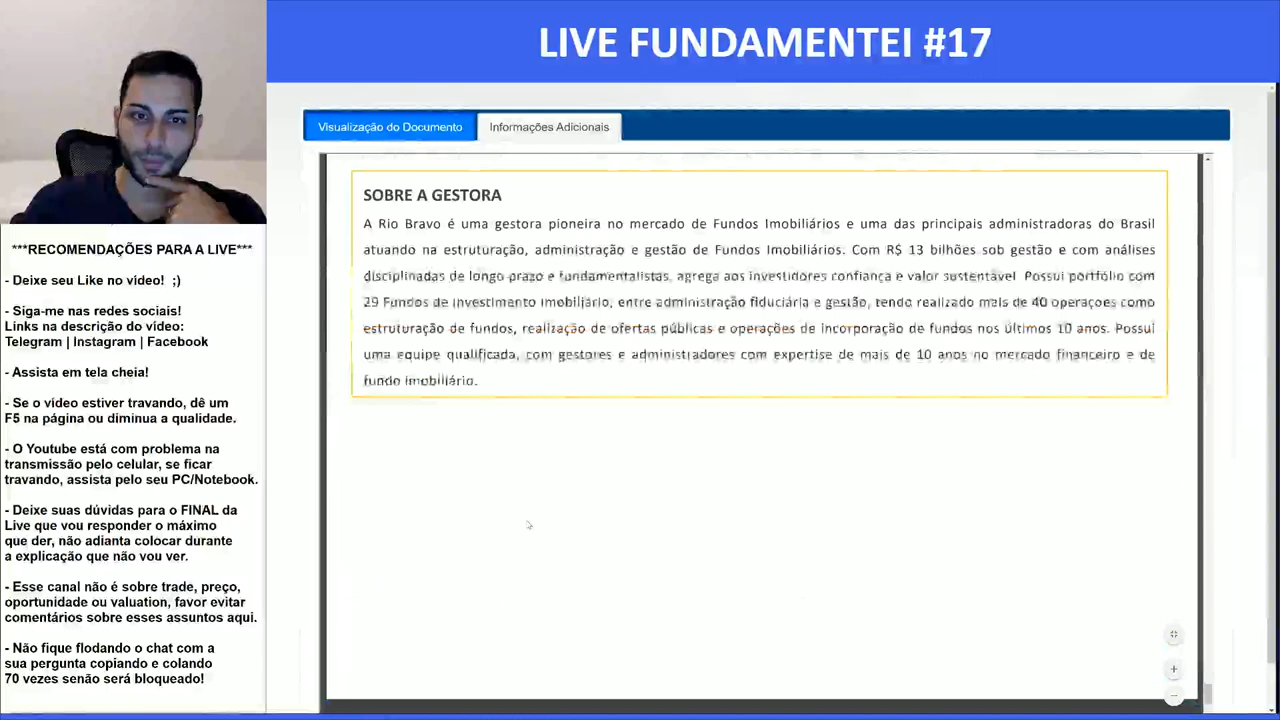 LIVE FUNDAMENTEI #17
Visualização do Documento
Informações Adicionais
SOBRE A GESTORA
A Rio Bravo é uma gestora pioneira no mercado de Fundos Imobiliários e uma das principais administradoras do Brasil
atuando na estruturação, administração e gestão de Fundos Imobiliários. Com R$ 13 bilhões sob gestão e com análises
disciplinadas de longo prazo e fundamentalistas, agrega aos investidores confiança e valor sustentável. Possui portfólio com
29 Fundos de investimento imobiliário, entre administração fiduciária e gestão, tendo realizado mais de 40 operações como
estruturação de fundos, realização de ofertas públicas e operações de incorporação de fundos nos últimos 10 anos. Possui
uma equipe qualificada, com gestores e administradores com expertise de mais de 10 anos no mercado financeiro e de
fundo imobiliário.
***RECOMENDAÇÕES PARA A LIVE***
- Deixe seu Like no vídeo! ;)
- Siga-me nas redes sociais!
Links na descrição do vídeo:
Telegram | Instagram | Facebook
- Assista em tela cheia!
- Se o vídeo estiver travando, dê um
F5 na página ou diminua a qualidade.
- O Youtube está com problema na
transmissão pelo celular, se ficar
travando, assista pelo seu PC/Notebook.
- Deixe suas dúvidas para o FINAL da
Live que vou responder o máximo
que der, não adianta colocar durante
a explicação que não vou ver.
- Esse canal não é sobre trade, preço,
oportunidade ou valuation, favor evitar
comentários sobre esses assuntos aqui.
- Não fique flodando o chat com a
sua pergunta copiando e colando
70 vezes senão será bloqueado!